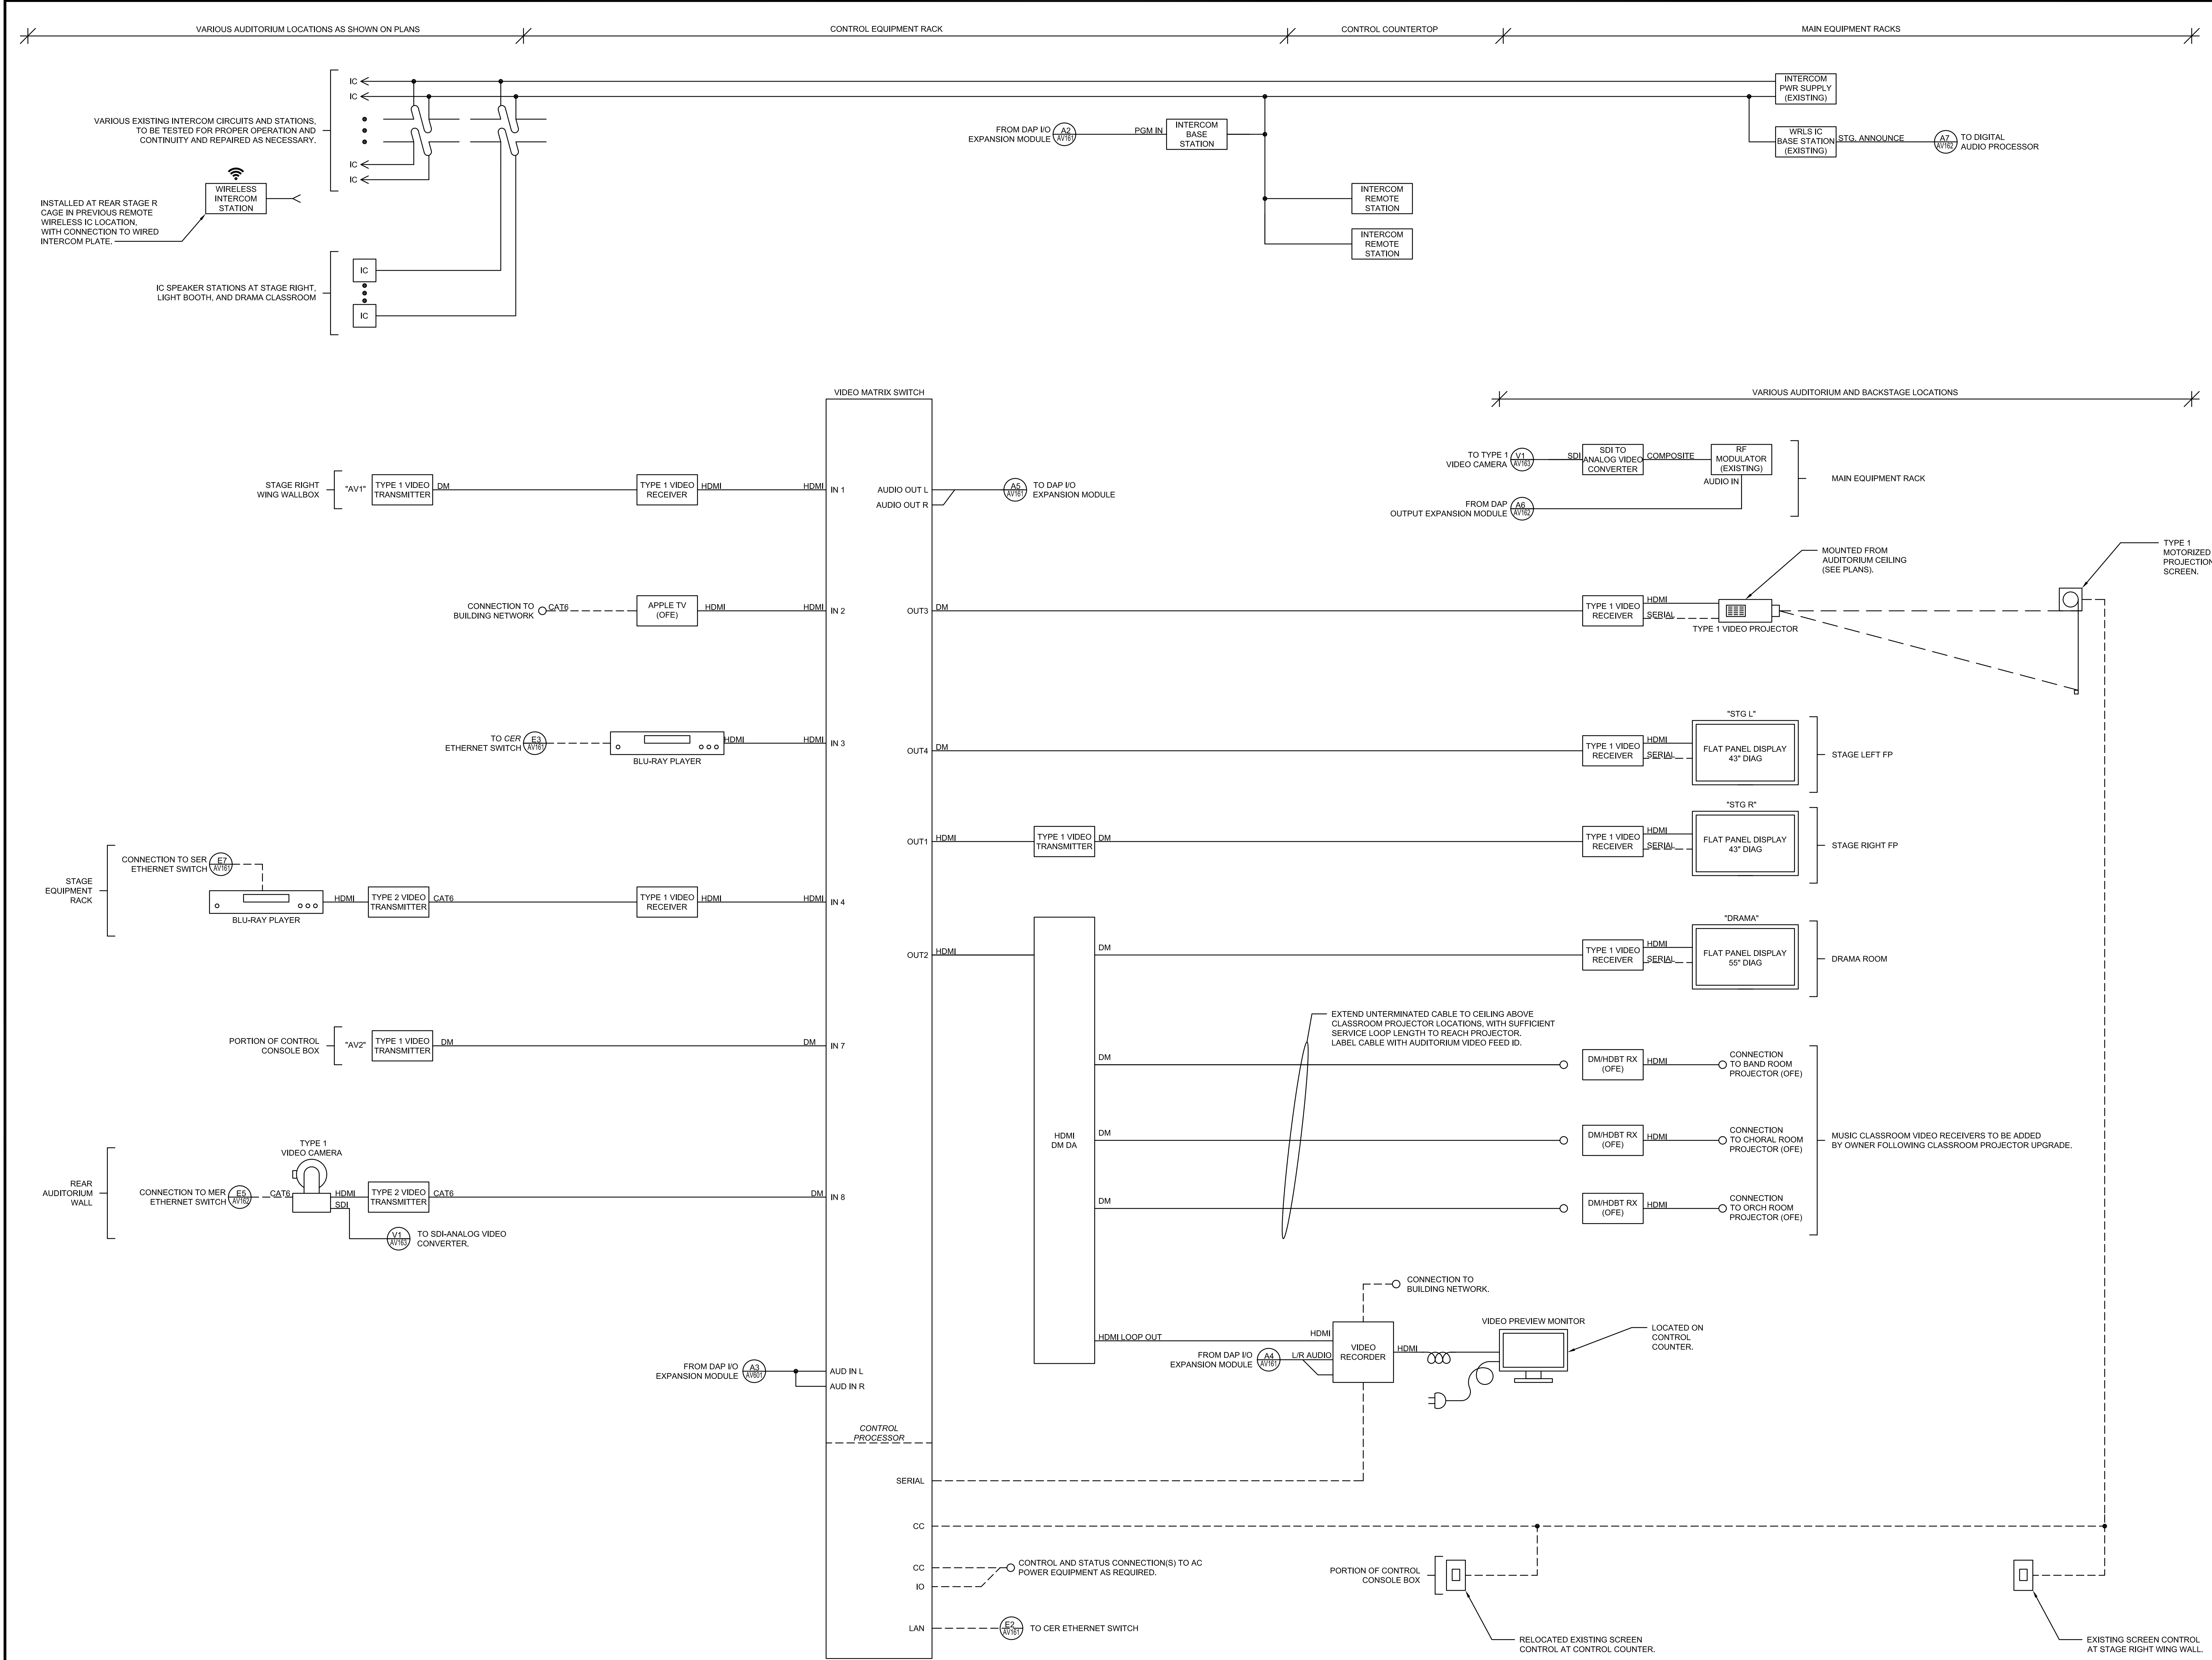 VARIOUS AUDITORIUM LOCATIONS AS SHOWN ON PLANS
CONTROL EQUIPMENT RACK
CONTROL COUNTERTOP
MAIN EQUIPMENT RACKS
IC
IC
VARIOUS EXISTING INTERCOM CIRCUITS AND STATIONS,
TO BE TESTED FOR PROPER OPERATION AND
CONTINUITY AND REPAIRED AS NECESSARY.
IC
IC
WIRELESS
INTERCOM
STATION
INSTALLED AT REAR STAGE R
CAGE IN PREVIOUS REMOTE
WIRELESS IC LOCATION,
WITH CONNECTION TO WIRED
INTERCOM PLATE.
IC SPEAKER STATIONS AT STAGE RIGHT,
LIGHT BOOTH, AND DRAMA CLASSROOM
IC
IC
FROM DAP I/O
EXPANSION MODULE
A2
AV161
PGM IN
INTERCOM
BASE
STATION
INTERCOM
REMOTE
STATION
INTERCOM
REMOTE
STATION
INTERCOM
PWR SUPPLY
(EXISTING)
WRLS IC
BASE STATION
(EXISTING)
STG. ANNOUNCE
A7
AV162
TO DIGITAL
AUDIO PROCESSOR
VIDEO MATRIX SWITCH
VARIOUS AUDITORIUM AND BACKSTAGE LOCATIONS
STAGE RIGHT
WING WALLBOX
"AV1"
TYPE 1 VIDEO
TRANSMITTER
DM
TYPE 1 VIDEO
RECEIVER
HDMI
HDMI
IN 1
AUDIO OUT L
AUDIO OUT R
A5
AV161
TO DAP I/O
EXPANSION MODULE
TO TYPE 1
VIDEO CAMERA
V1
AV163
SDI
SDI TO
ANALOG VIDEO
CONVERTER
COMPOSITE
RF
MODULATOR
(EXISTING)
AUDIO IN
MAIN EQUIPMENT RACK
FROM DAP
OUTPUT EXPANSION MODULE
A6
AV162
CONNECTION TO
BUILDING NETWORK
CAT6
APPLE TV
(OFE)
HDMI
HDMI
IN 2
OUT3
DM
TYPE 1 VIDEO
RECEIVER
HDMI
SERIAL
TYPE 1 VIDEO PROJECTOR
MOUNTED FROM
AUDITORIUM CEILING
(SEE PLANS).
TYPE 1
MOTORIZED
PROJECTION
SCREEN.
TO CER
ETHERNET SWITCH
E3
AV161
BLU-RAY PLAYER
HDMI
HDMI
IN 3
OUT4
DM
TYPE 1 VIDEO
RECEIVER
HDMI
SERIAL
"STG L"
FLAT PANEL DISPLAY
43" DIAG
STAGE LEFT FP
OUT1
HDMI
TYPE 1 VIDEO
TRANSMITTER
DM
TYPE 1 VIDEO
RECEIVER
HDMI
SERIAL
"STG R"
FLAT PANEL DISPLAY
43" DIAG
STAGE RIGHT FP
STAGE
EQUIPMENT
RACK
CONNECTION TO SER
ETHERNET SWITCH
E7
AV161
BLU-RAY PLAYER
HDMI
TYPE 2 VIDEO
TRANSMITTER
CAT6
TYPE 1 VIDEO
RECEIVER
HDMI
HDMI
IN 4
OUT2
HDMI
DM
TYPE 1 VIDEO
RECEIVER
HDMI
SERIAL
"DRAMA"
FLAT PANEL DISPLAY
55" DIAG
DRAMA ROOM
EXTEND UNTERMINATED CABLE TO CEILING ABOVE
CLASSROOM PROJECTOR LOCATIONS, WITH SUFFICIENT
SERVICE LOOP LENGTH TO REACH PROJECTOR.
LABEL CABLE WITH AUDITORIUM VIDEO FEED ID.
PORTION OF CONTROL
CONSOLE BOX
"AV2"
TYPE 1 VIDEO
TRANSMITTER
DM
DM
IN 7
DM
DM/HDBT RX
(OFE)
HDMI
CONNECTION
TO BAND ROOM
PROJECTOR (OFE)
HDMI
DM DA
DM
DM/HDBT RX
(OFE)
HDMI
CONNECTION
TO CHORAL ROOM
PROJECTOR (OFE)
MUSIC CLASSROOM VIDEO RECEIVERS TO BE ADDED
BY OWNER FOLLOWING CLASSROOM PROJECTOR UPGRADE.
REAR
AUDITORIUM
WALL
TYPE 1
VIDEO CAMERA
CONNECTION TO MER
ETHERNET SWITCH
E5
AV162
CAT6
HDMI
SDI
TYPE 2 VIDEO
TRANSMITTER
CAT6
DM
IN 8
V1
AV163
TO SDI-ANALOG VIDEO
CONVERTER.
DM
DM/HDBT RX
(OFE)
HDMI
CONNECTION
TO ORCH ROOM
PROJECTOR (OFE)
CONNECTION TO
BUILDING NETWORK.
HDMI LOOP OUT
HDMI
FROM DAP I/O
EXPANSION MODULE
A4
AV161
L/R AUDIO
VIDEO
RECORDER
HDMI
VIDEO PREVIEW MONITOR
LOCATED ON
CONTROL
COUNTER.
FROM DAP I/O
EXPANSION MODULE
A3
AV601
AUD IN L
AUD IN R
CONTROL
PROCESSOR
SERIAL
CC
CC
IO
CONTROL AND STATUS CONNECTION(S) TO AC
POWER EQUIPMENT AS REQUIRED.
LAN
E2
AV161
TO CER ETHERNET SWITCH
PORTION OF CONTROL
CONSOLE BOX
RELOCATED EXISTING SCREEN
CONTROL AT CONTROL COUNTER.
EXISTING SCREEN CONTROL
AT STAGE RIGHT WING WALL.